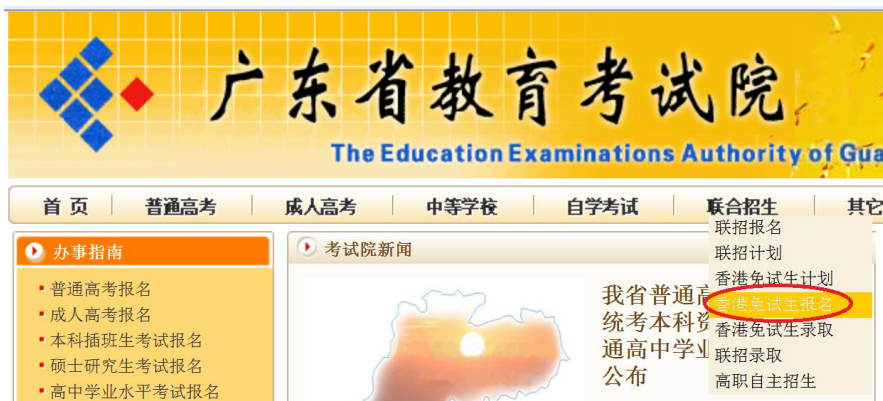 广东省教育考试院
The Education Examinations Authority of Gua
首 页 普通高考 成人高考 中等学校 自学考试 联合招生 其它
联招报名
联招计划
香港免试生计划
香港免试生报名
香港免试生录取
联招录取
高职自主招生
办事指南
普通高考报名
成人高考报名
本科插班生考试报名
硕士研究生考试报名
高中学业水平考试报名
考试院新闻
我省普通高
统考本科资
通高中学业
公布